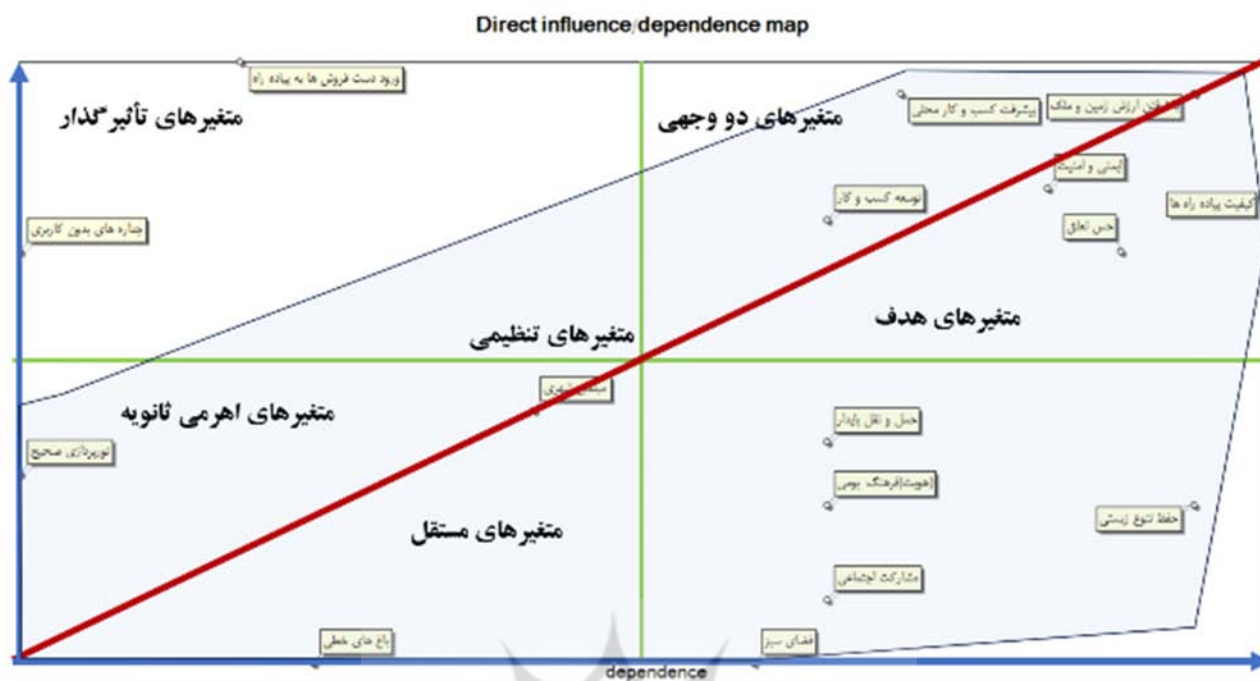 Direct influence/dependence map
ورود دست فروش ها به پیاده راه
متغیرهای تأثیرگذار
متغیرهای دو وجهی
پیشرفت کسب و کار محلی
ارزش زمین و ملک
ایمنی و امنیت
توسعه کسب و کار
کیفیت پیاده راه ها
جداره های بدون کاربری
حس تعلق
متغیرهای هدف
متغیرهای تنظیمی
متغیرهای اهرمی ثانویه
حمل و نقل پایدار
نورپردازی صحیح
(هویت)فرهنگ بومی
حفظ تنوع زیستی
متغیرهای مستقل
مشارکت اجتماعی
باغ های خطی
فضای سبز
dependence